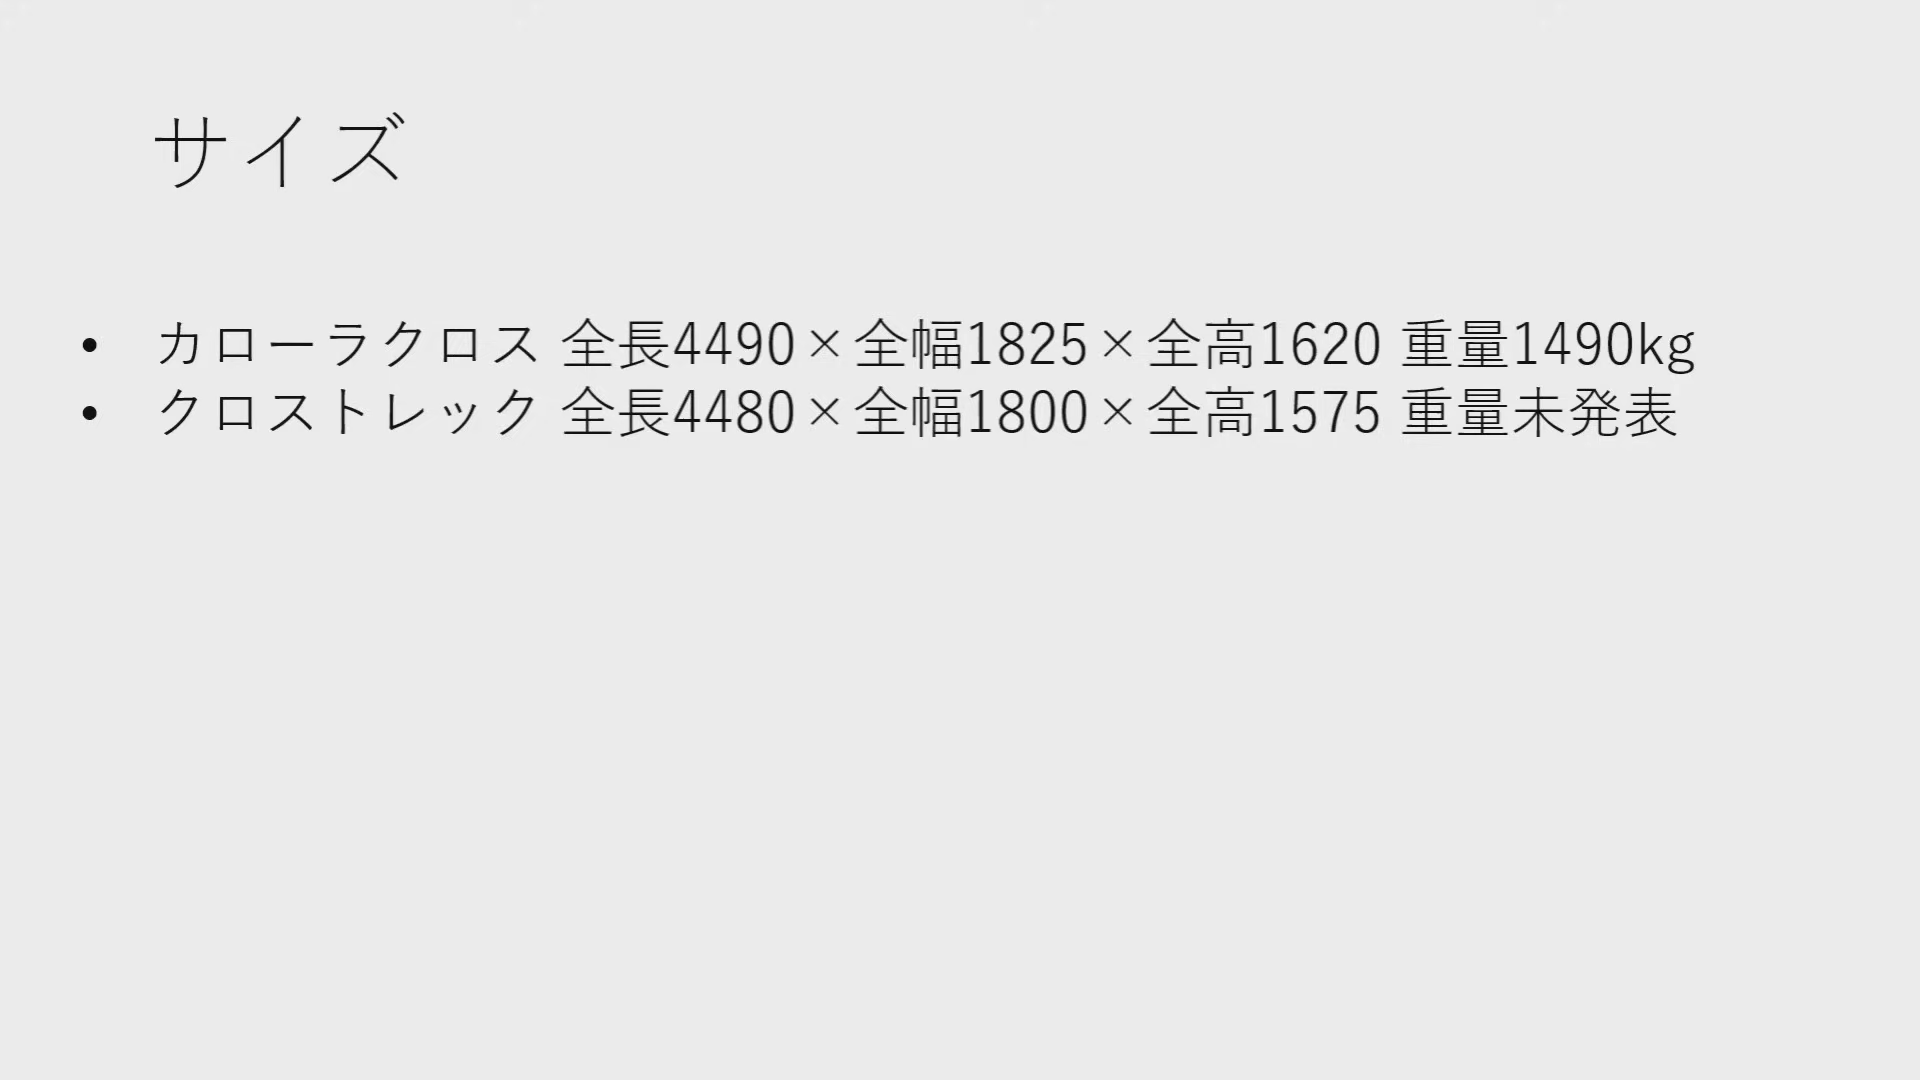 サイズ
• カローラクロス 全長4490×全幅1825×全高1620 重量1490kg
• クロストレック 全長4480×全幅1800×全高1575 重量未発表